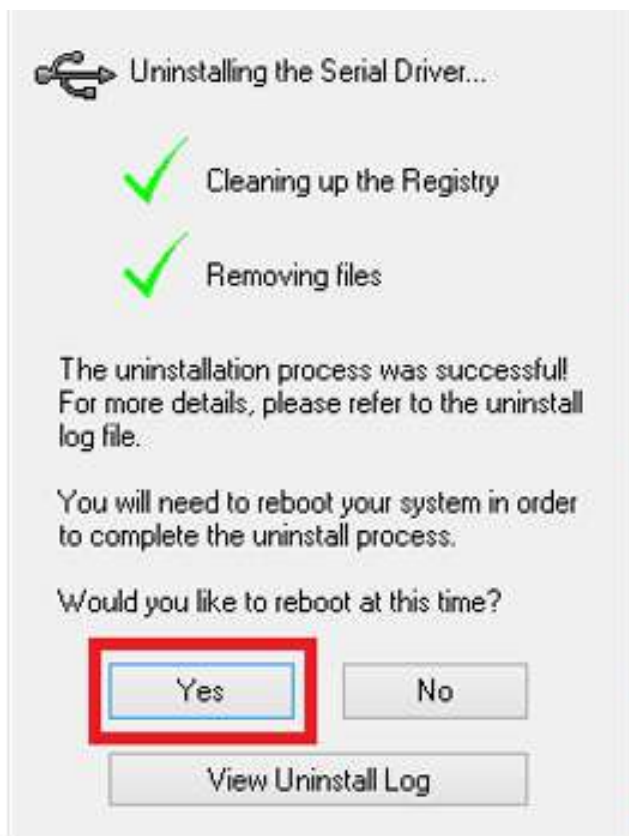 Uninstalling the Serial Driver...
Cleaning up the Registry
Removing files
The uninstallation process was successful!
For more details, please refer to the uninstall
log file.
You will need to reboot your system in order
to complete the uninstall process.
Would you like to reboot at this time?
Yes No
View Uninstall Log